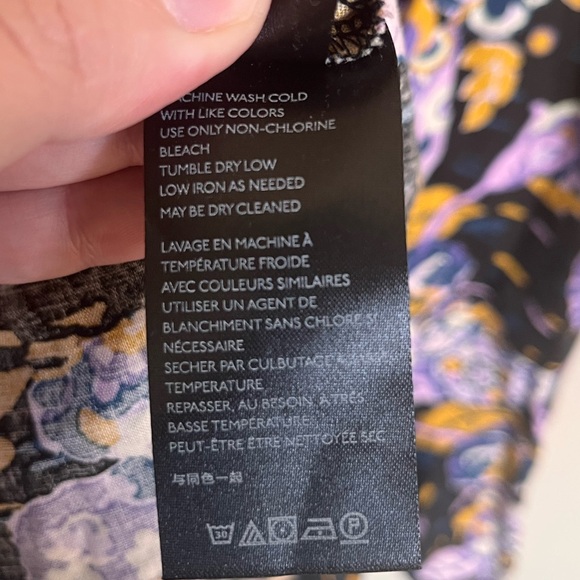 MACHINE WASH COLD
WITH LIKE COLORS
USE ONLY NON-CHLORINE
BLEACH
TUMBLE DRY LOW
LOW IRON AS NEEDED
MAY BE DRY CLEANED
LAVAGE EN MACHINE À
TEMPÉRATURE FROIDE
AVEC COULEURS SIMILAIRES
UTILISER UN AGENT DE
BLANCHIMENT SANS CHLORE SI
NÉCESSAIRE
SECHER PAR CULBUTAGE
TEMPERATURE
REPASSER, AU BESOIN, À TRÈS
BASSE TEMPÉRATURE
PEUT-ÊTRE ÊTRE NETTOYÉE SEC
与同色一起
30 P